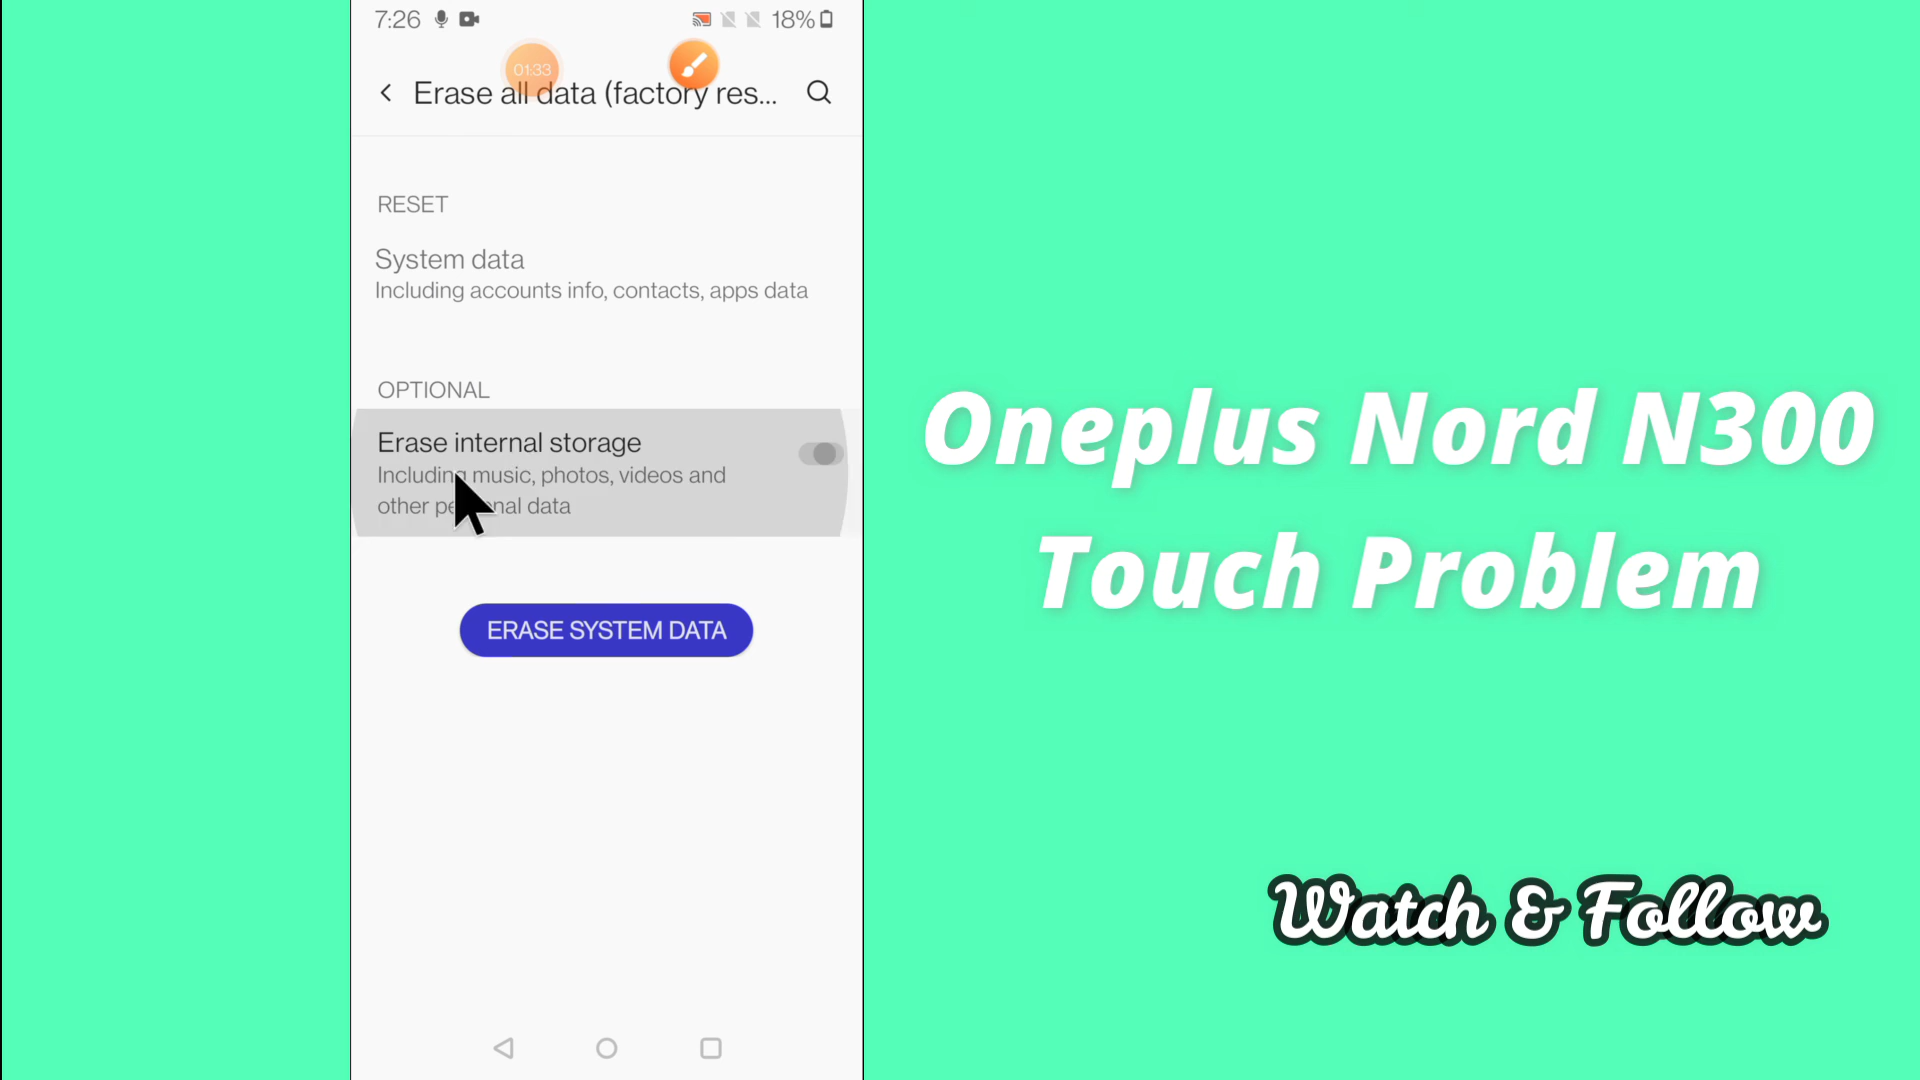 7:26 18%
01:33
Erase all data (factory res...
RESET
System data
Including accounts info, contacts, apps data
OPTIONAL
Erase internal storage
Including music, photos, videos and
other personal data
ERASE SYSTEM DATA
Oneplus Nord N300
Touch Problem
Watch & Follow